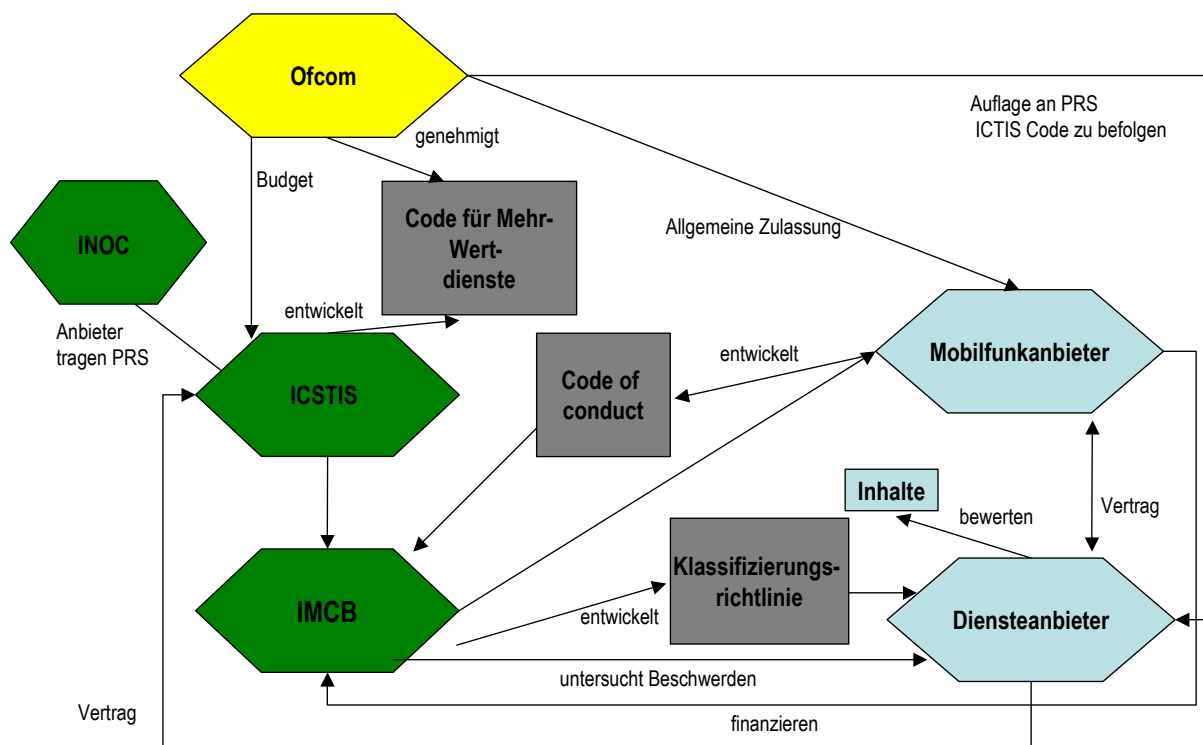 Ofcom
Auflage an PRS
ICTIS Code zu befolgen
genehmigt
Budget
Code für Mehr-
Wert-
dienste
INOC
Allgemeine Zulassung
entwickelt
Anbieter
tragen PRS
Mobilfunkanbieter
entwickelt
Code of
conduct
ICSTIS
Inhalte
Vertrag
bewerten
Klassifizierungs-
richtlinie
IMCB
entwickelt
Diensteanbieter
untersucht Beschwerden
Vertrag
finanzieren